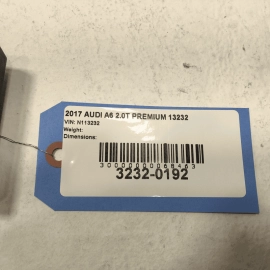 2017 AUDI A6 2.0T PREMIUM 13232
VIN: N113232
Weight:
Dimensions:
3000000068463
3232-0192